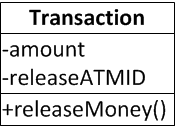 Transaction
-amount
-releaseATMID
+releaseMoney()